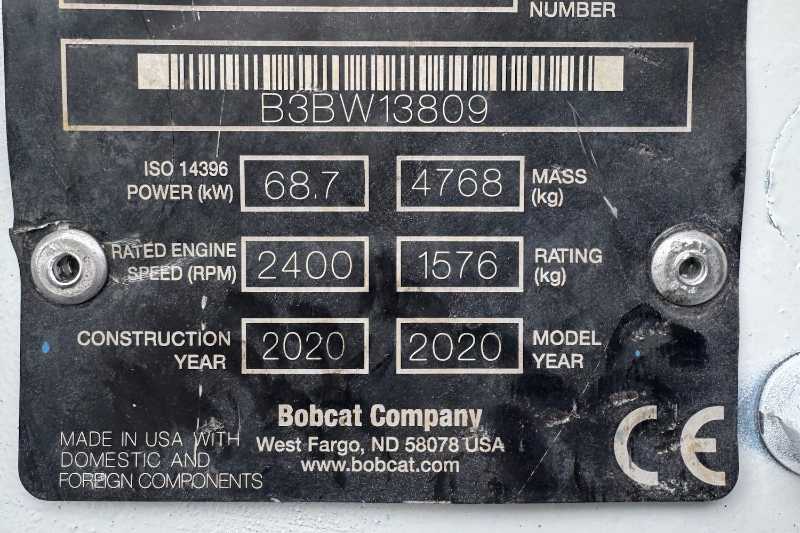 NUMBER
B3BW13809
ISO 14396
POWER (kW)
68.7
4768
MASS
(kg)
RATED ENGINE
SPEED (RPM)
2400
1576
RATING
(kg)
CONSTRUCTION
YEAR
2020
2020
MODEL
YEAR
Bobcat Company
West Fargo, ND 58078 USA
www.bobcat.com
MADE IN USA WITH
DOMESTIC AND
FOREIGN COMPONENTS
CE